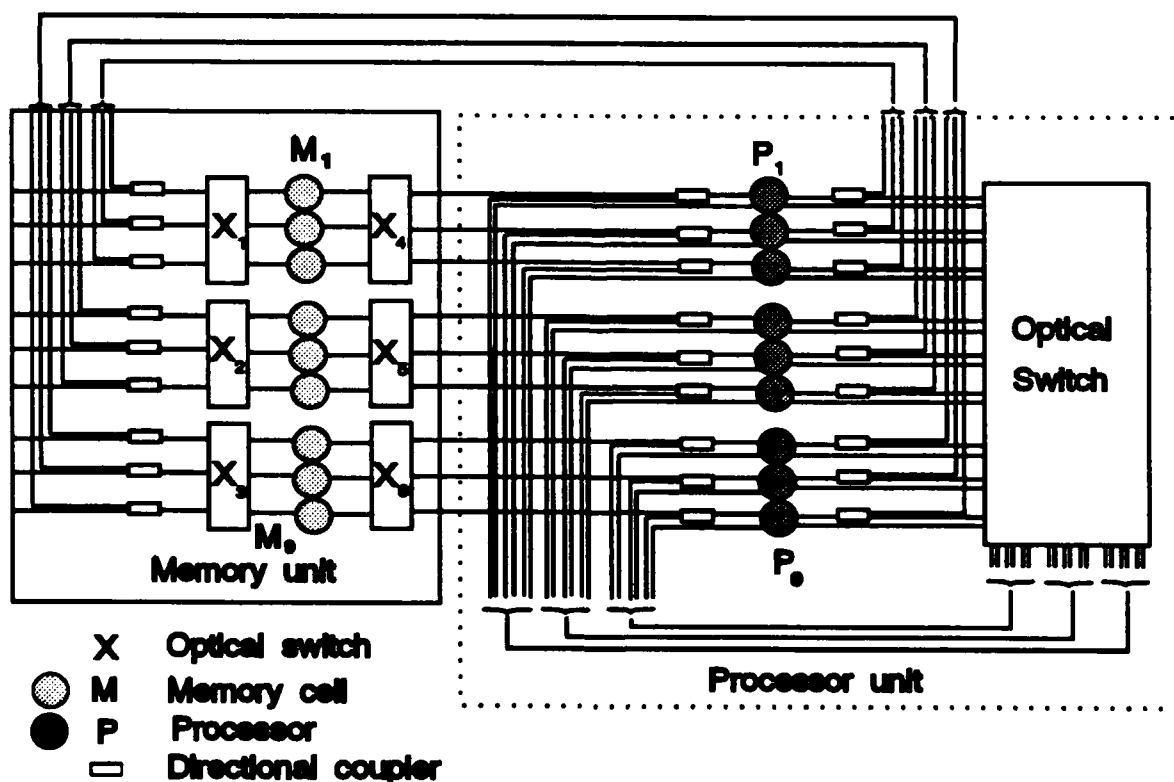 M₁
P₁
X₁
X₄
X₂
X₅
Optical
Switch
X₃
X₆
M₉
P₉
Memory unit
Processor unit
X Optical switch
M Memory cell
P Processor
Directional coupler